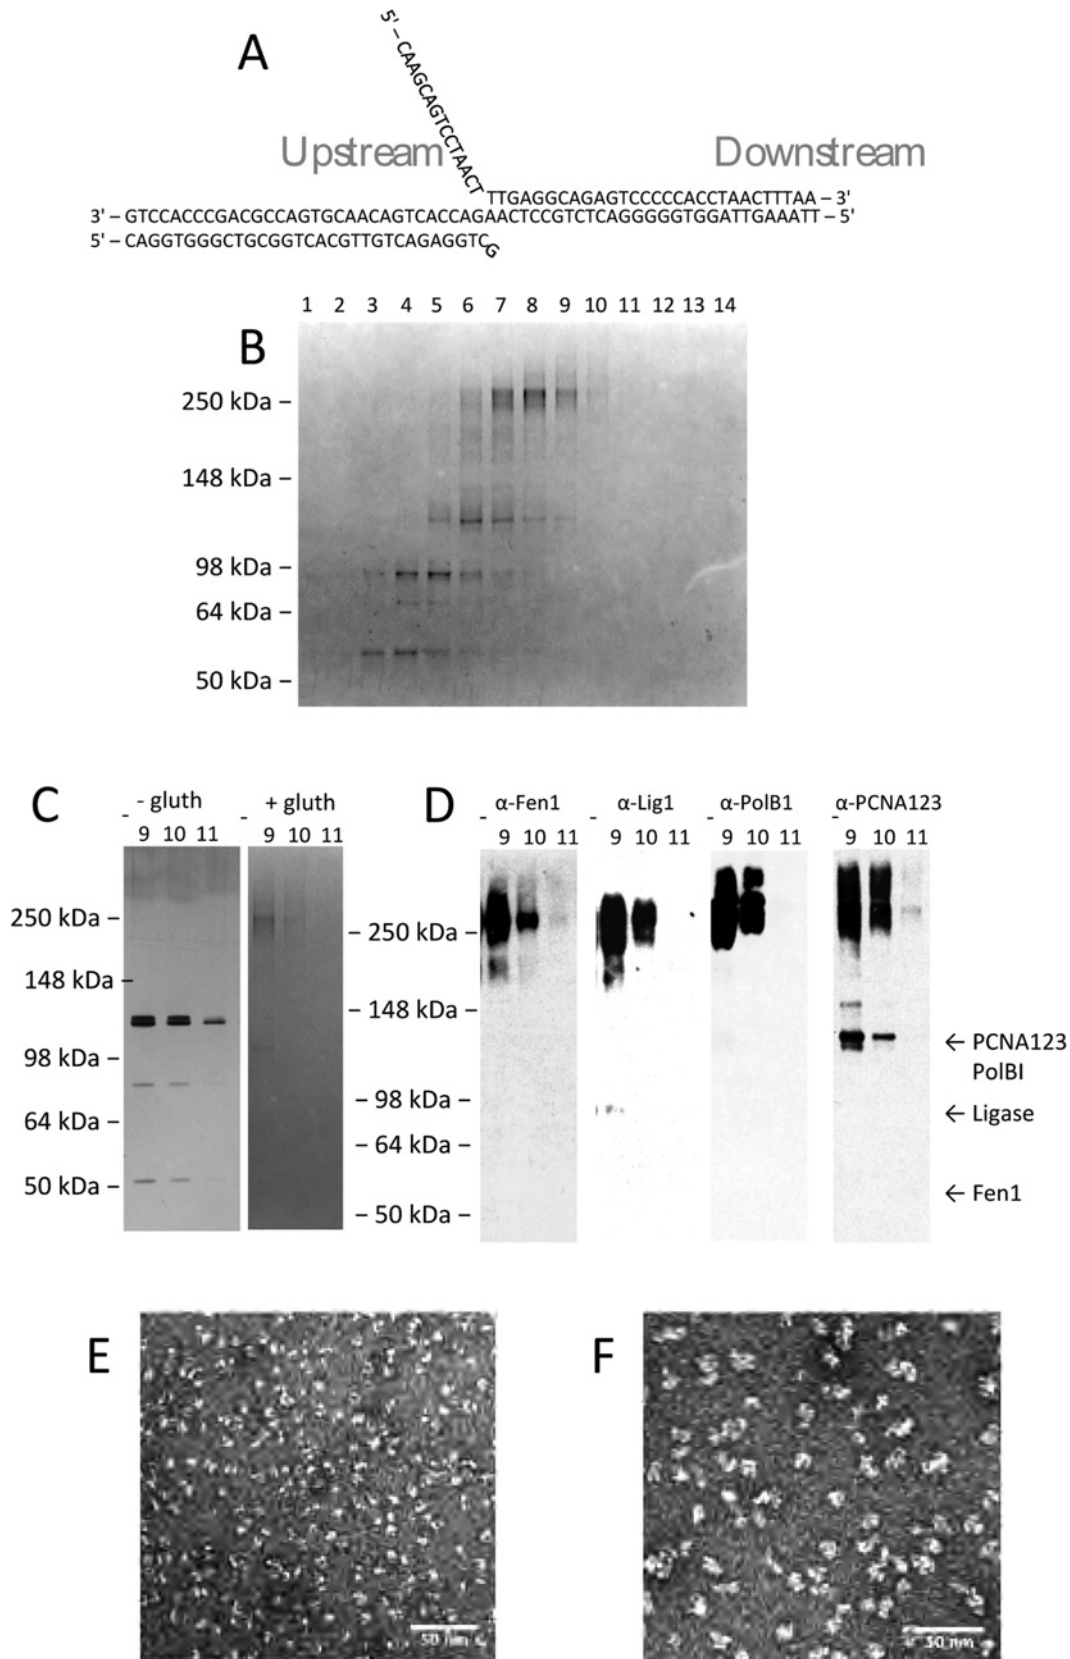 A
5' – CAAGCAGTCCTAACT
Upstream
Downstream
TTGAGGCAGAGTCCCCCACCTAACTTTAA – 3'
3' – GTCCACCCGACGCCAGTGCAACAGTCACCAGAACTCCGTCTCAGGGGGTGGATTGAAATT – 5'
5' – CAGGTGGGCTGCGGTCACGTTGTCAGAGGTCG
1 2 3 4 5 6 7 8 9 10 11 12 13 14
B
250 kDa –
148 kDa –
98 kDa –
64 kDa –
50 kDa –
C
- gluth
+ gluth
- 9 10 11
- 9 10 11
250 kDa –
148 kDa –
98 kDa –
64 kDa –
50 kDa –
D
α-Fen1
α-Lig1
α-PolB1
α-PCNA123
- 9 10 11
- 9 10 11
- 9 10 11
- 9 10 11
– 250 kDa –
– 148 kDa –
– 98 kDa –
– 64 kDa –
– 50 kDa –
← PCNA123
PolBI
← Ligase
← Fen1
E
50 nm
F
50 nm